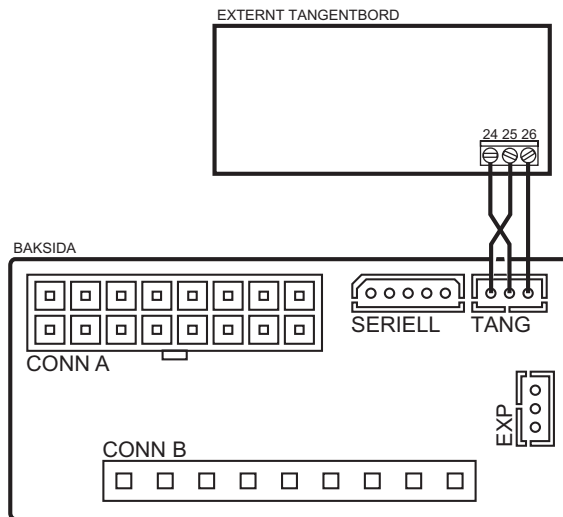 EXTERNT TANGENTBORD
24 25 26
BAKSIDA
SERIELL
TANG
CONN A
EXP
CONN B